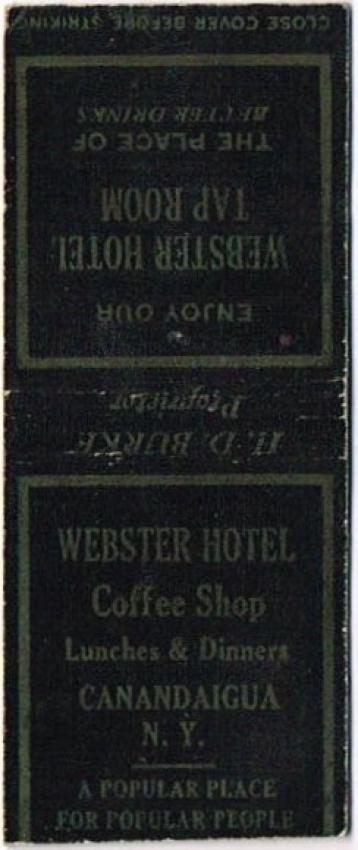 CLOSE COVER BEFORE STRIKING
ENJOY OUR
WEBSTER HOTEL
TAP ROOM
THE PLACE OF
BETTER DRINKS
H. D. BURKE
Proprietor
WEBSTER HOTEL
Coffee Shop
Lunches & Dinners
CANANDAIGUA
N. Y.
A POPULAR PLACE
FOR POPULAR PEOPLE